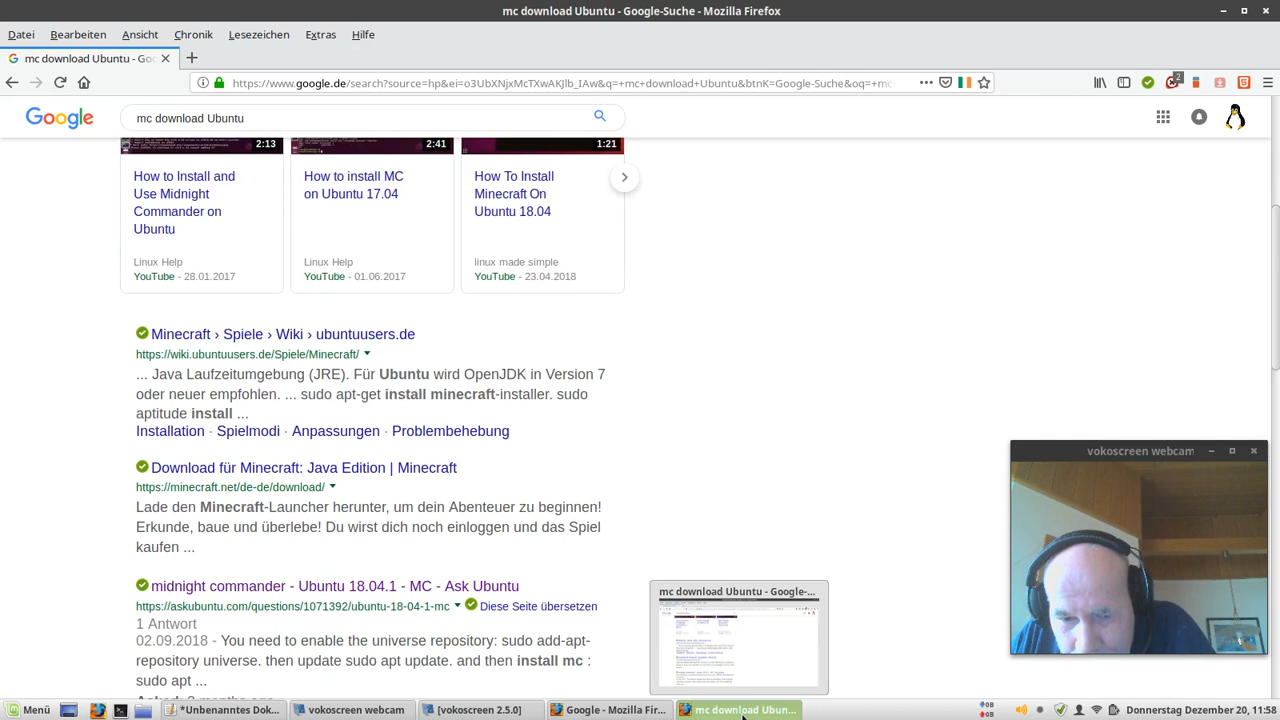 mc download Ubuntu - Google-Suche - Mozilla Firefox
Datei Bearbeiten Ansicht Chronik Lesezeichen Extras Hilfe
mc download Ubuntu - Goo
https://www.google.de/search?source=hp&ei=o3UbXNjxMcTXwAKJlb_IAw&q=+mc+download+Ubuntu&btnK=Google-Suche&oq=+mc
2
Google
mc download Ubuntu
2:13
2:41
1:21
How to Install and
Use Midnight
Commander on
Ubuntu
Linux Help
YouTube - 28.01.2017
How to install MC
on Ubuntu 17.04
Linux Help
YouTube - 01.06.2017
How To Install
Minecraft On
Ubuntu 18.04
linux made simple
YouTube - 23.04.2018
Minecraft › Spiele › Wiki › ubuntuusers.de
https://wiki.ubuntuusers.de/Spiele/Minecraft/
... Java Laufzeitumgebung (JRE). Für Ubuntu wird OpenJDK in Version 7
oder neuer empfohlen. ... sudo apt-get install minecraft-installer. sudo
aptitude install ...
Installation · Spielmodi · Anpassungen · Problembehebung
Download für Minecraft: Java Edition | Minecraft
https://minecraft.net/de-de/download/
Lade den Minecraft-Launcher herunter, um dein Abenteuer zu beginnen!
Erkunde, baue und überlebe! Du wirst dich noch einloggen und das Spiel
kaufen ...
midnight commander - Ubuntu 18.04.1 - MC - Ask Ubuntu
https://askubuntu.com/questions/1071392/ubuntu-18-04-1-mc Diese Seite übersetzen
1 Antwort
02.09.2018 - You need to enable the universe repository: sudo add-apt-
repository universe then update sudo apt update and then install mc :
sudo apt ...
vokoscreen webcam
mc download Ubuntu - Google-...
Menü
*Unbenanntes Dok...
vokoscreen webcam
[vokoscreen 2.5.0]
Google - Mozilla Fir...
mc download Ubun...
0B
0B
Donnerstag Dezember 20, 11:58